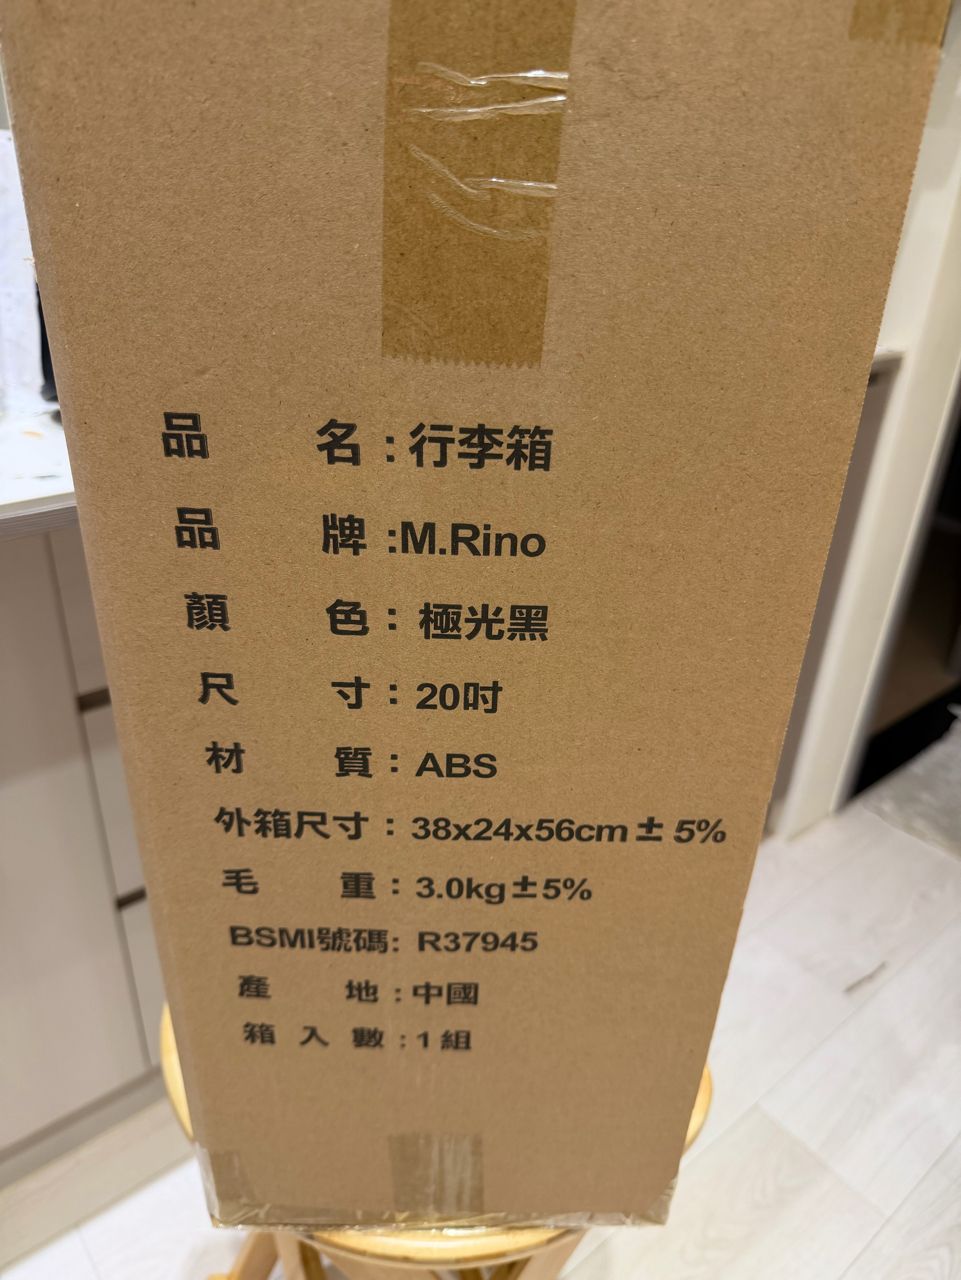 品名:行李箱
品牌:M.Rino
顏色:極光黑
尺寸:20吋
材質:ABS
外箱尺寸:38x24x56cm±5%
毛重:3.0kg±5%
BSMI號碼: R37945
產地:中國
箱入數:1組